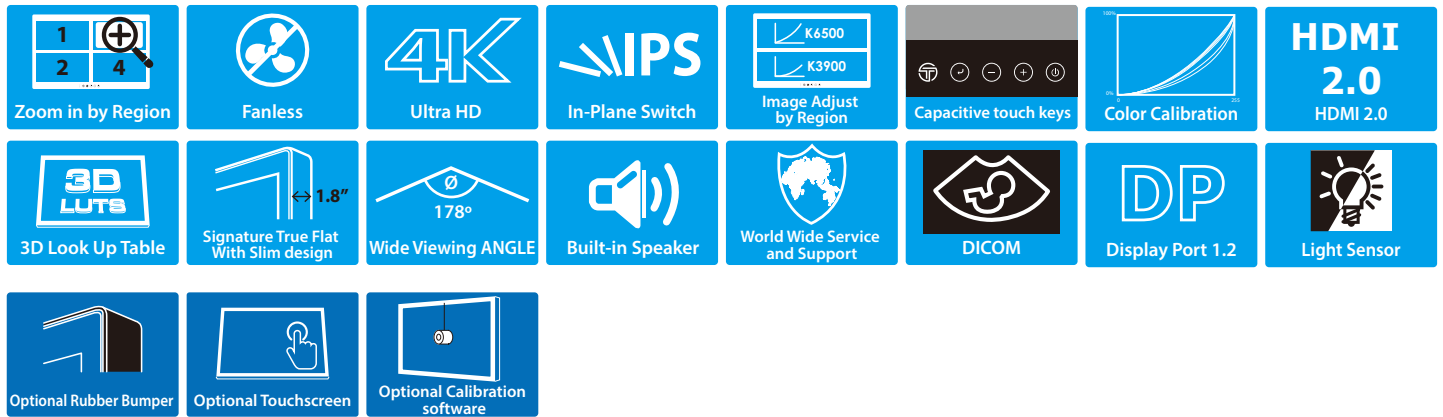 1
2 4
Zoom in by Region
Fanless
4K
Ultra HD
IPS
In-Plane Switch
K6500
K3900
Image Adjust
by Region
Capacitive touch keys
100%
0%
0 255
Color Calibration
HDMI
2.0
HDMI 2.0
3D
LUTS
3D Look Up Table
1.8”
Signature True Flat
With Slim design
Ø
178º
Wide Viewing ANGLE
Built-in Speaker
World Wide Service
and Support
DICOM
DP
Display Port 1.2
Light Sensor
Optional Rubber Bumper
Optional Touchscreen
Optional Calibration
software